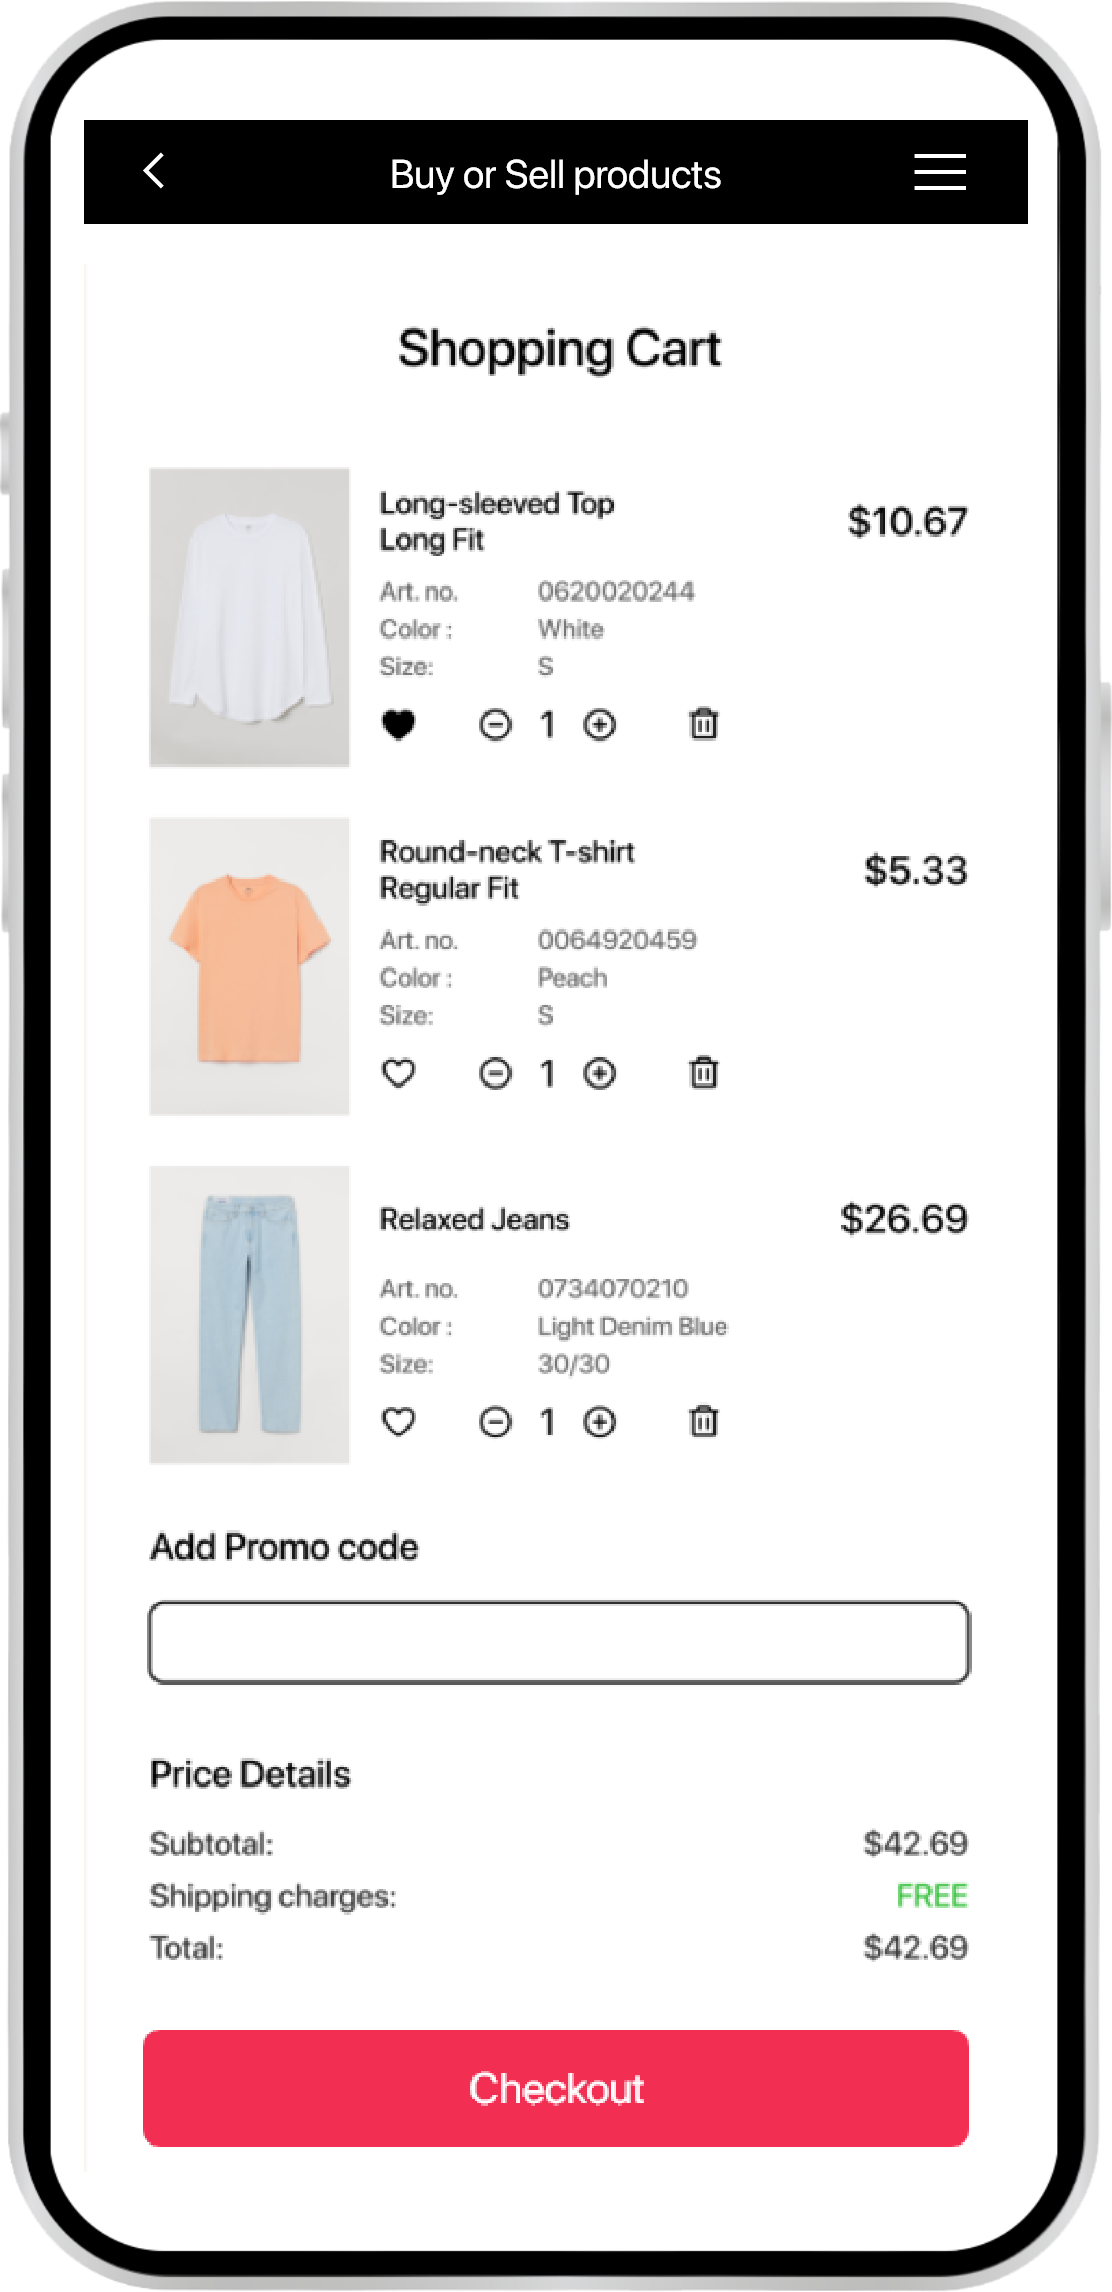 Buy or Sell products
Shopping Cart
Long-sleeved Top
Long Fit
$10.67
Art. no. 0620020244
Color : White
Size: S
1
Round-neck T-shirt
Regular Fit
$5.33
Art. no. 0064920459
Color : Peach
Size: S
1
Relaxed Jeans
$26.69
Art. no. 0734070210
Color : Light Denim Blue
Size: 30/30
1
Add Promo code
Price Details
Subtotal: $42.69
Shipping charges: FREE
Total: $42.69
Checkout